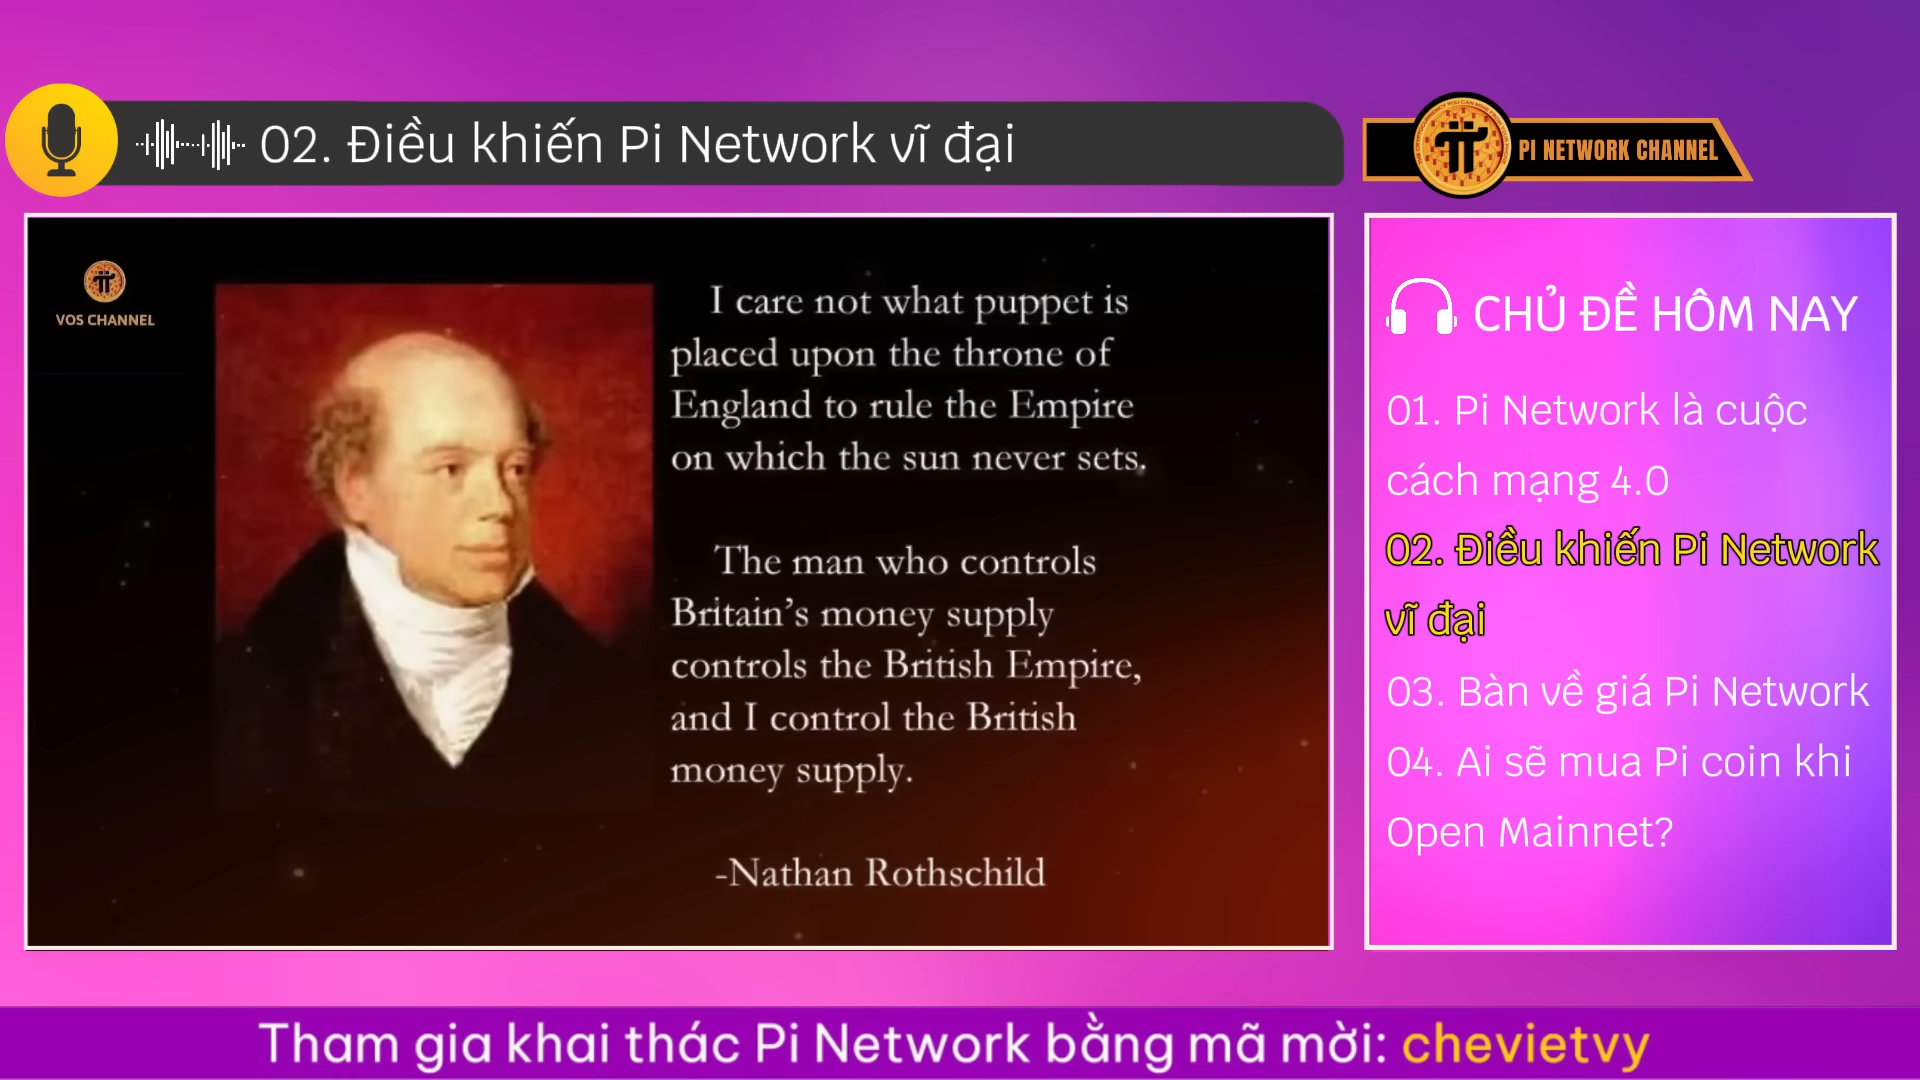 02. Điều khiến Pi Network vĩ đại
PI NETWORK CHANNEL
VOS CHANNEL
I care not what puppet is
placed upon the throne of
England to rule the Empire
on which the sun never sets.
The man who controls
Britain’s money supply
controls the British Empire,
and I control the British
money supply.
-Nathan Rothschild
CHỦ ĐỀ HÔM NAY
01. Pi Network là cuộc
cách mạng 4.0
02. Điều khiến Pi Network
vĩ đại
03. Bàn về giá Pi Network
04. Ai sẽ mua Pi coin khi
Open Mainnet?
Tham gia khai thác Pi Network bằng mã mời: chevietvy